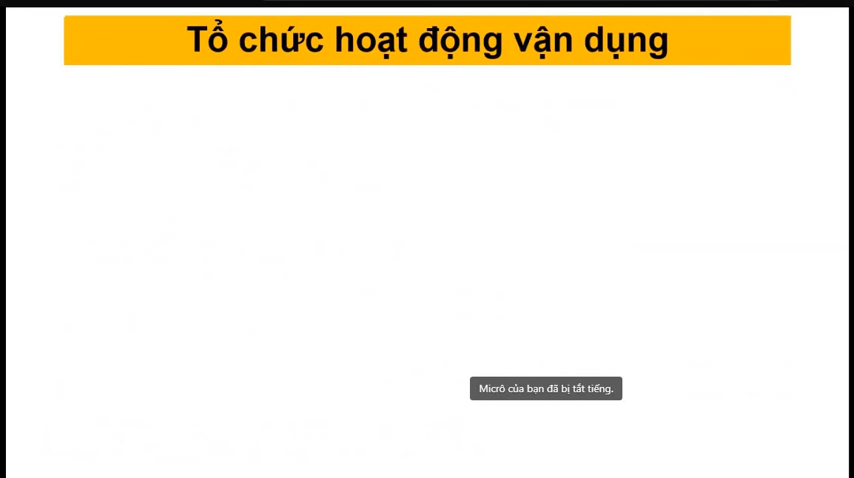 Tổ chức hoạt động vận dụng
Micrô của bạn đã bị tắt tiếng.